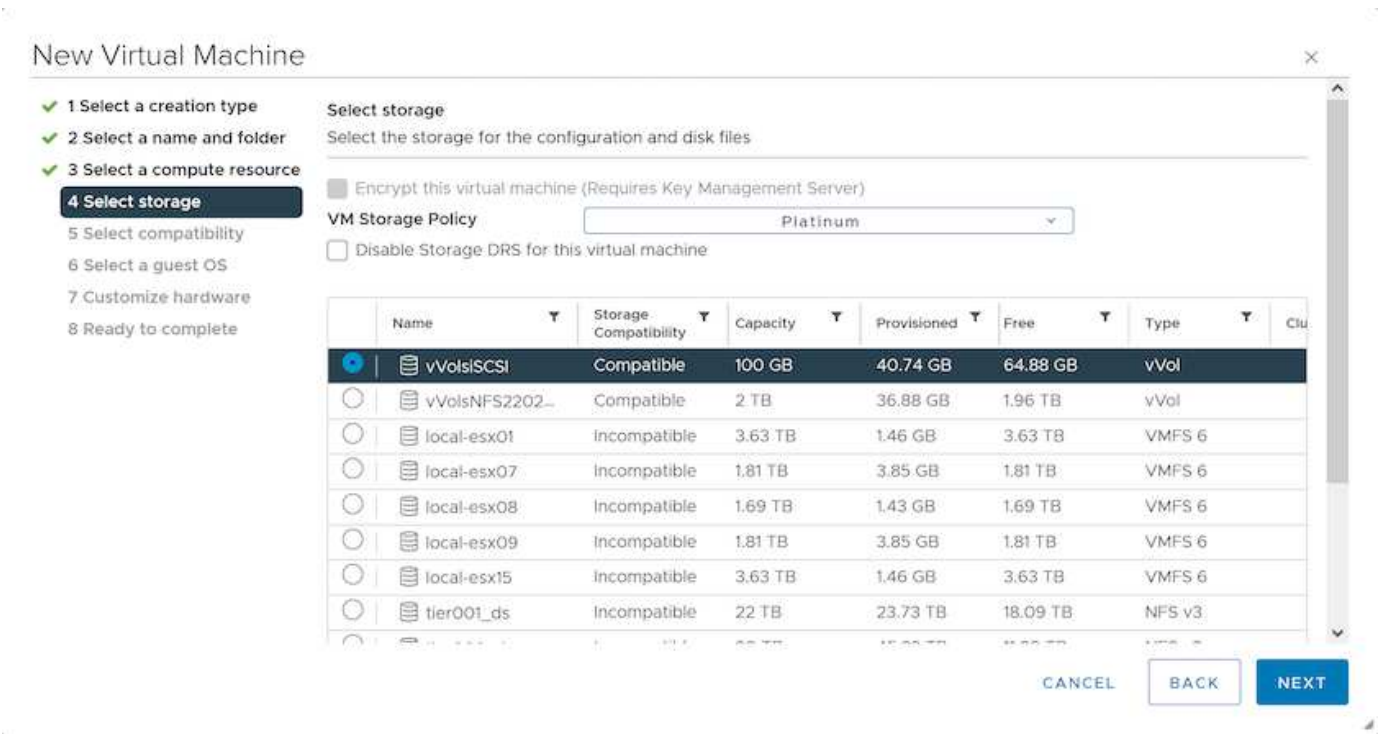 New Virtual Machine
1 Select a creation type
2 Select a name and folder
3 Select a compute resource
4 Select storage
5 Select compatibility
6 Select a guest OS
7 Customize hardware
8 Ready to complete
Select storage
Select the storage for the configuration and disk files
Encrypt this virtual machine (Requires Key Management Server)
VM Storage Policy Platinum
Disable Storage DRS for this virtual machine
Name Storage Compatibility Capacity Provisioned Free Type Clu
vVolsiSCSI Compatible 100 GB 40.74 GB 64.88 GB vVol
vVolsNFS2202... Compatible 2 TB 36.88 GB 1.96 TB vVol
local-esx01 Incompatible 3.63 TB 1.46 GB 3.63 TB VMFS 6
local-esx07 Incompatible 1.81 TB 3.85 GB 1.81 TB VMFS 6
local-esx08 Incompatible 1.69 TB 1.43 GB 1.69 TB VMFS 6
local-esx09 Incompatible 1.81 TB 3.85 GB 1.81 TB VMFS 6
local-esx15 Incompatible 3.63 TB 1.46 GB 3.63 TB VMFS 6
tier001_ds Incompatible 22 TB 23.73 TB 18.09 TB NFS v3
CANCEL BACK NEXT